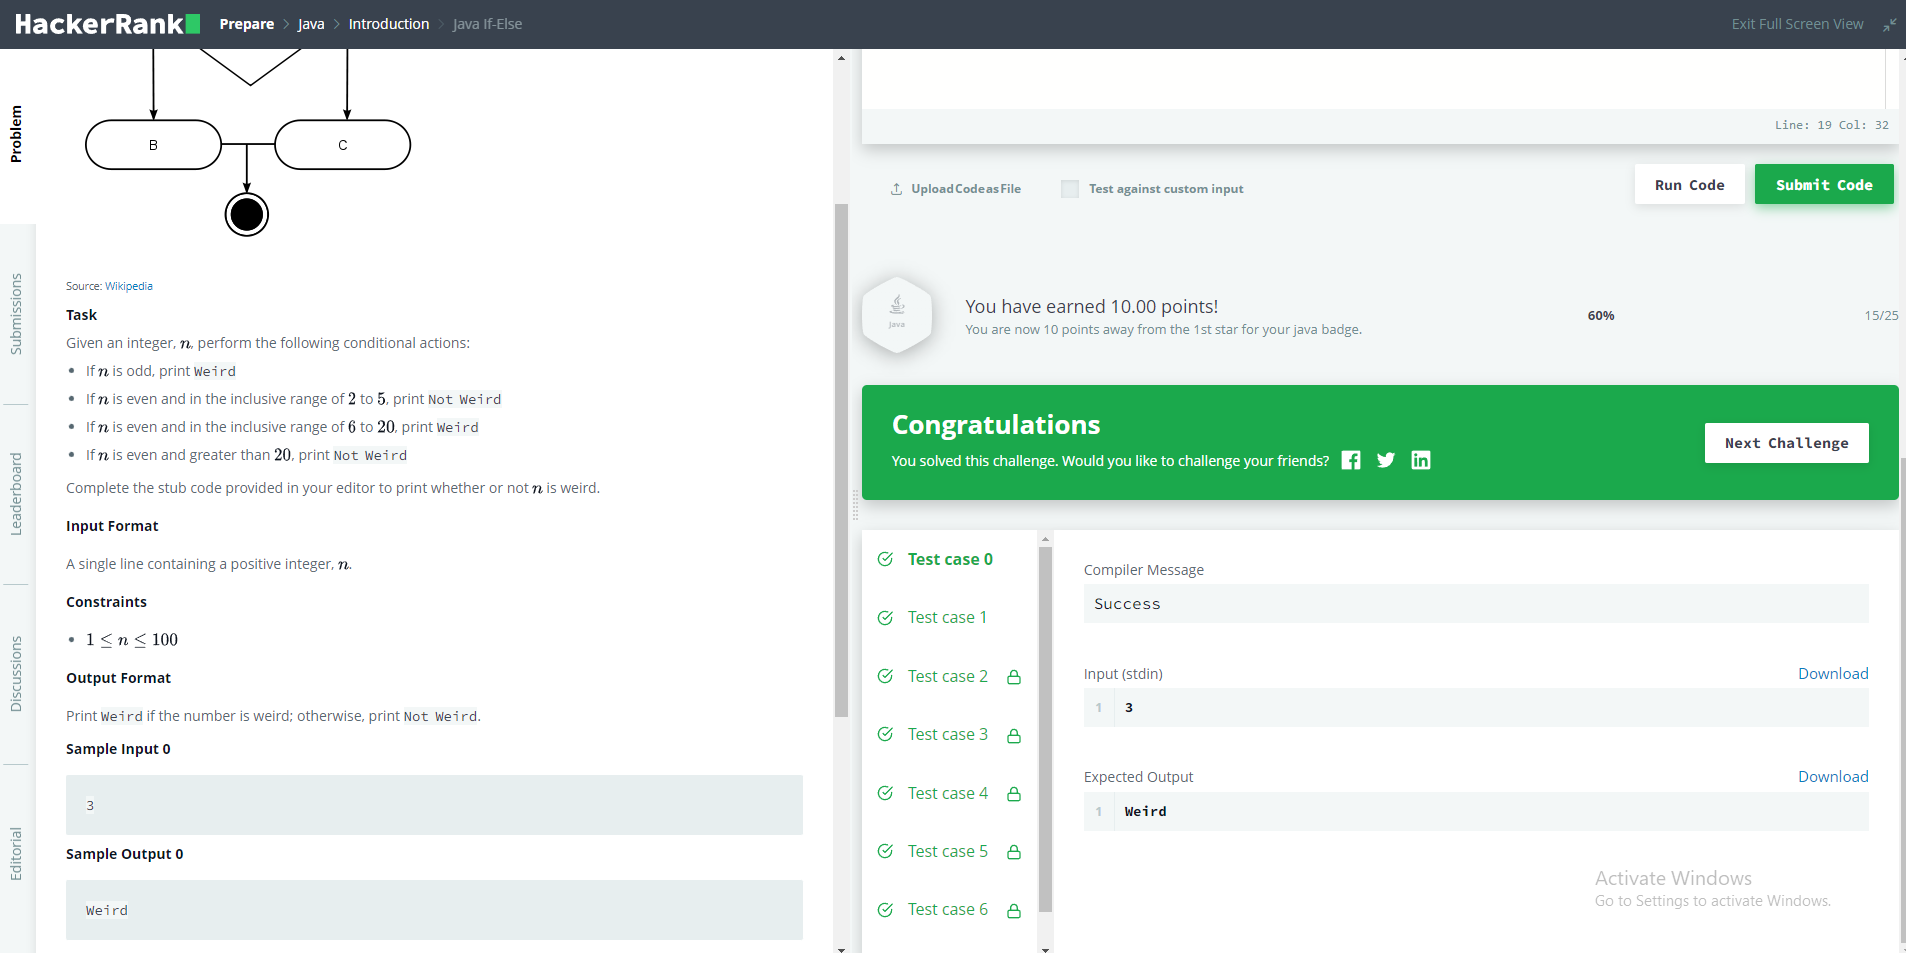 HackerRank Prepare Java Introduction Java If-Else Exit Full Screen View
Problem
Submissions
Leaderboard
Discussions
Editorial
B C
Source: Wikipedia
Task
Given an integer, n, perform the following conditional actions:
If n is odd, print Weird
If n is even and in the inclusive range of 2 to 5, print Not Weird
If n is even and in the inclusive range of 6 to 20, print Weird
If n is even and greater than 20, print Not Weird
Complete the stub code provided in your editor to print whether or not n is weird.
Input Format
A single line containing a positive integer, n.
Constraints
1 ≤ n ≤ 100
Output Format
Print Weird if the number is weird; otherwise, print Not Weird.
Sample Input 0
3
Sample Output 0
Weird
Line: 19 Col: 32
Upload Code as File Test against custom input Run Code Submit Code
Java
You have earned 10.00 points!
You are now 10 points away from the 1st star for your java badge.
60% 15/25
Congratulations
You solved this challenge. Would you like to challenge your friends?
Next Challenge
Test case 0
Test case 1
Test case 2
Test case 3
Test case 4
Test case 5
Test case 6
Compiler Message
Success
Input (stdin) Download
1 3
Expected Output Download
1 Weird
Activate Windows
Go to Settings to activate Windows.